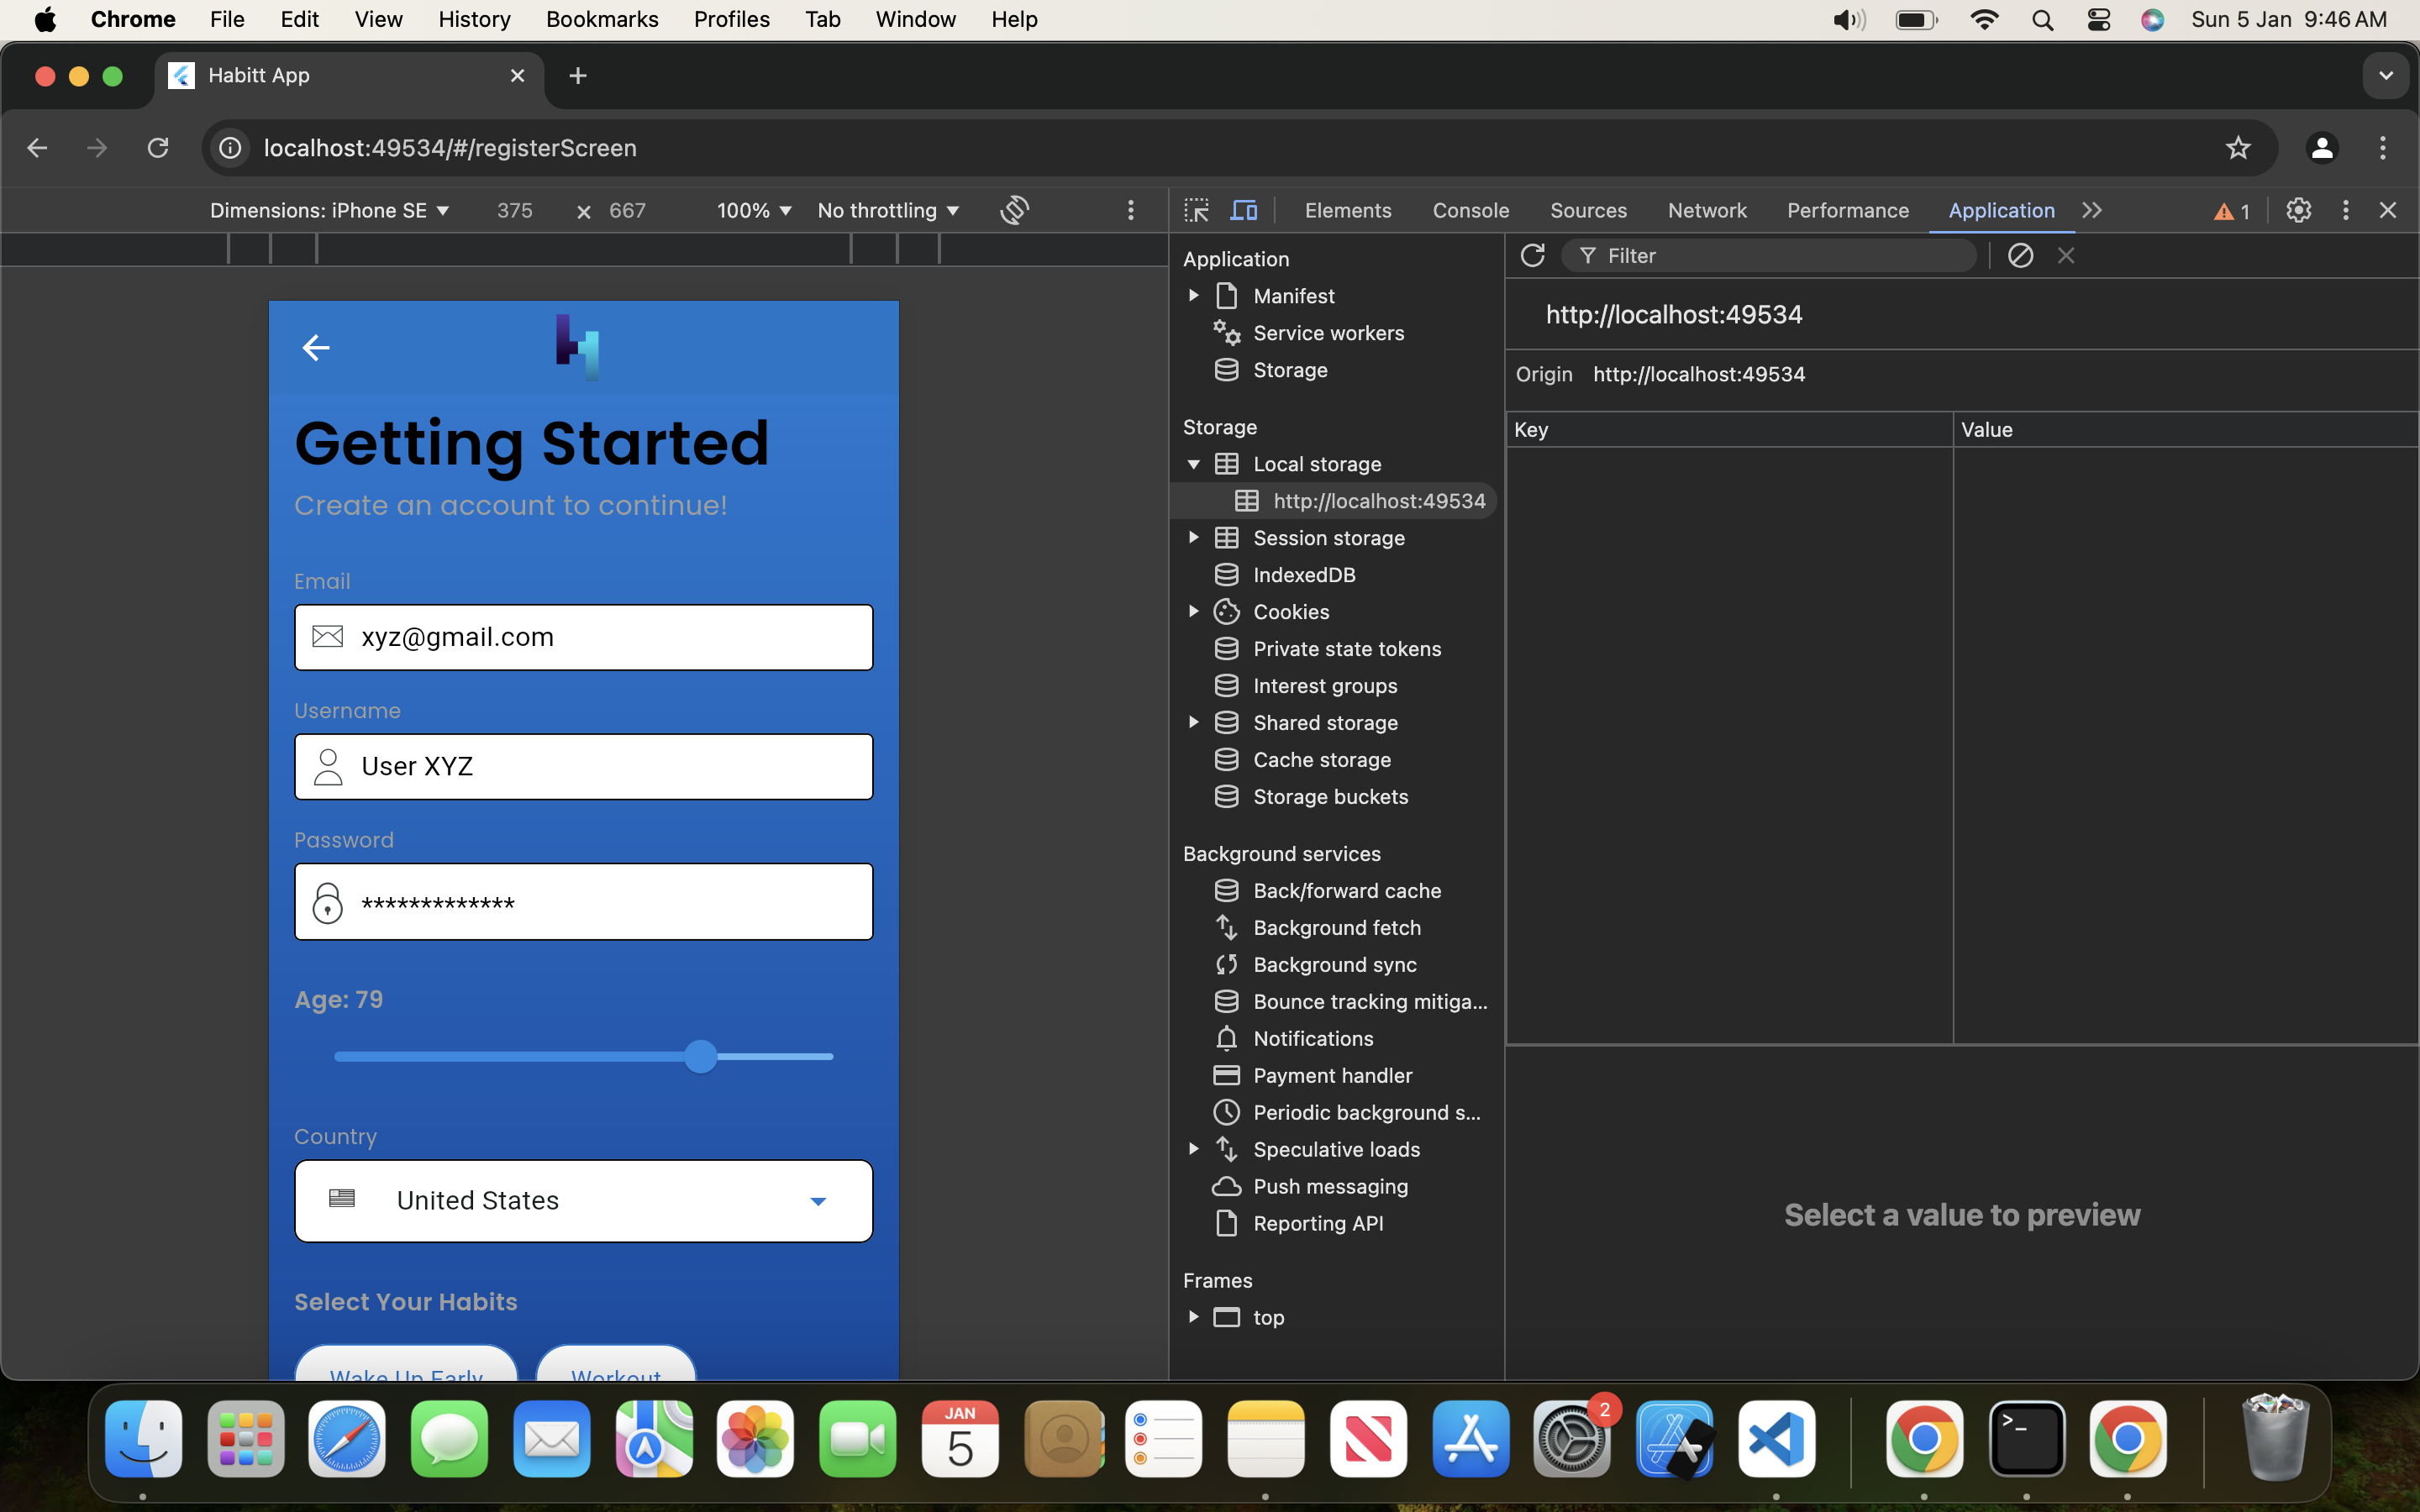 Chrome File Edit View History Bookmarks Profiles Tab Window Help Sun 5 Jan 9:46 AM
Habitt App
localhost:49534/#/registerScreen
Dimensions: iPhone SE 375 x 667 100% No throttling
Elements Console Sources Network Performance Application 1
Getting Started
Create an account to continue!
Email
xyz@gmail.com
Username
User XYZ
Password
*************
Age: 79
Country
United States
Select Your Habits
Wake Up Early Workout
Application
Manifest
Service workers
Storage
Storage
Local storage
http://localhost:49534
Session storage
IndexedDB
Cookies
Private state tokens
Interest groups
Shared storage
Cache storage
Storage buckets
Background services
Back/forward cache
Background fetch
Background sync
Bounce tracking mitiga...
Notifications
Payment handler
Periodic background s...
Speculative loads
Push messaging
Reporting API
Frames
top
Filter
http://localhost:49534
Origin http://localhost:49534
Key Value
Select a value to preview
JAN
5
2
>_